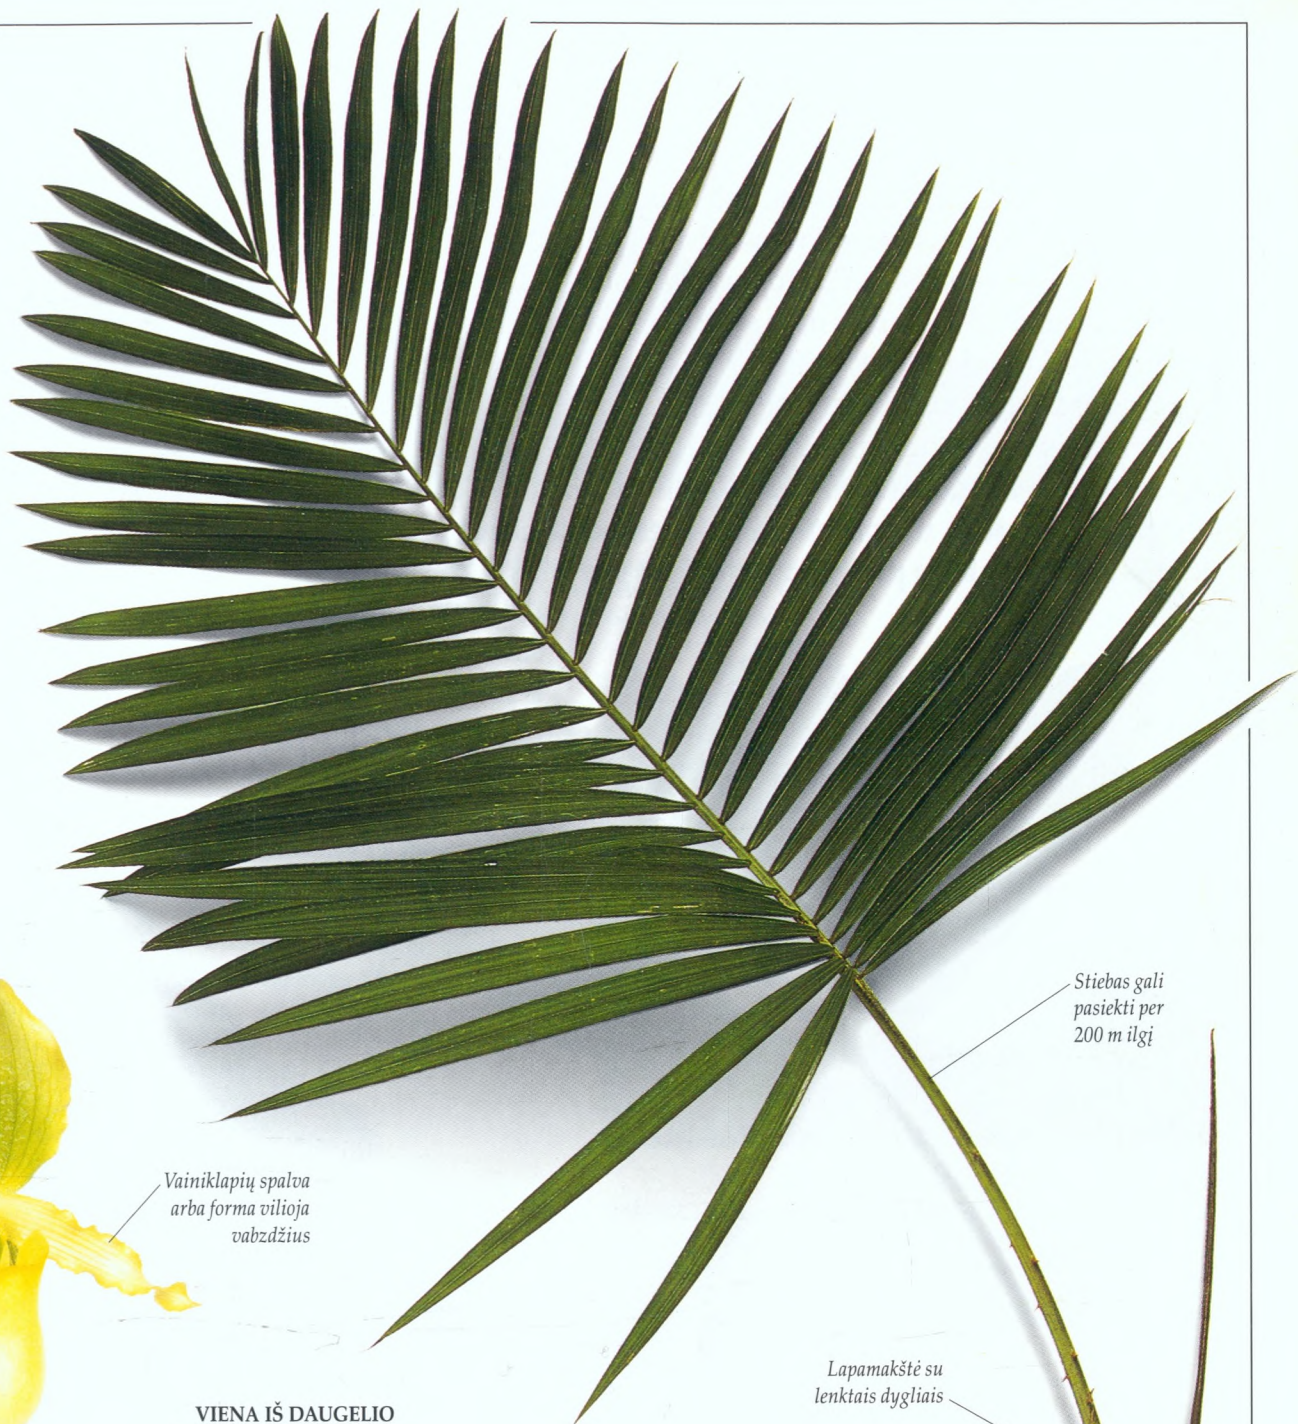 Stiebas gali
pasiekti per
200 m ilgį
Vainiklapių spalva
arba forma vilioja
vabzdžius
Lapamakštė su
lenktais dygliais
VIENA IŠ DAUGELIO